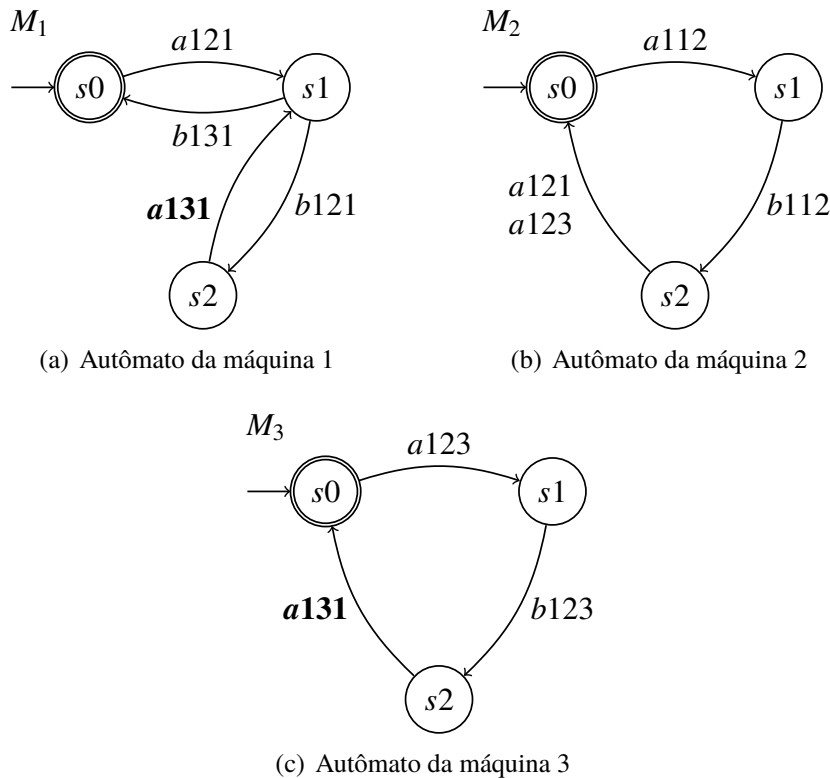 M1 a121 M2 a112
s0 s1 s0 s1
b131
a131 b121 a121 b112
a123
s2 s2
(a) Autômato da máquina 1 (b) Autômato da máquina 2
M3 a123
s0 s1
a131 b123
s2
(c) Autômato da máquina 3